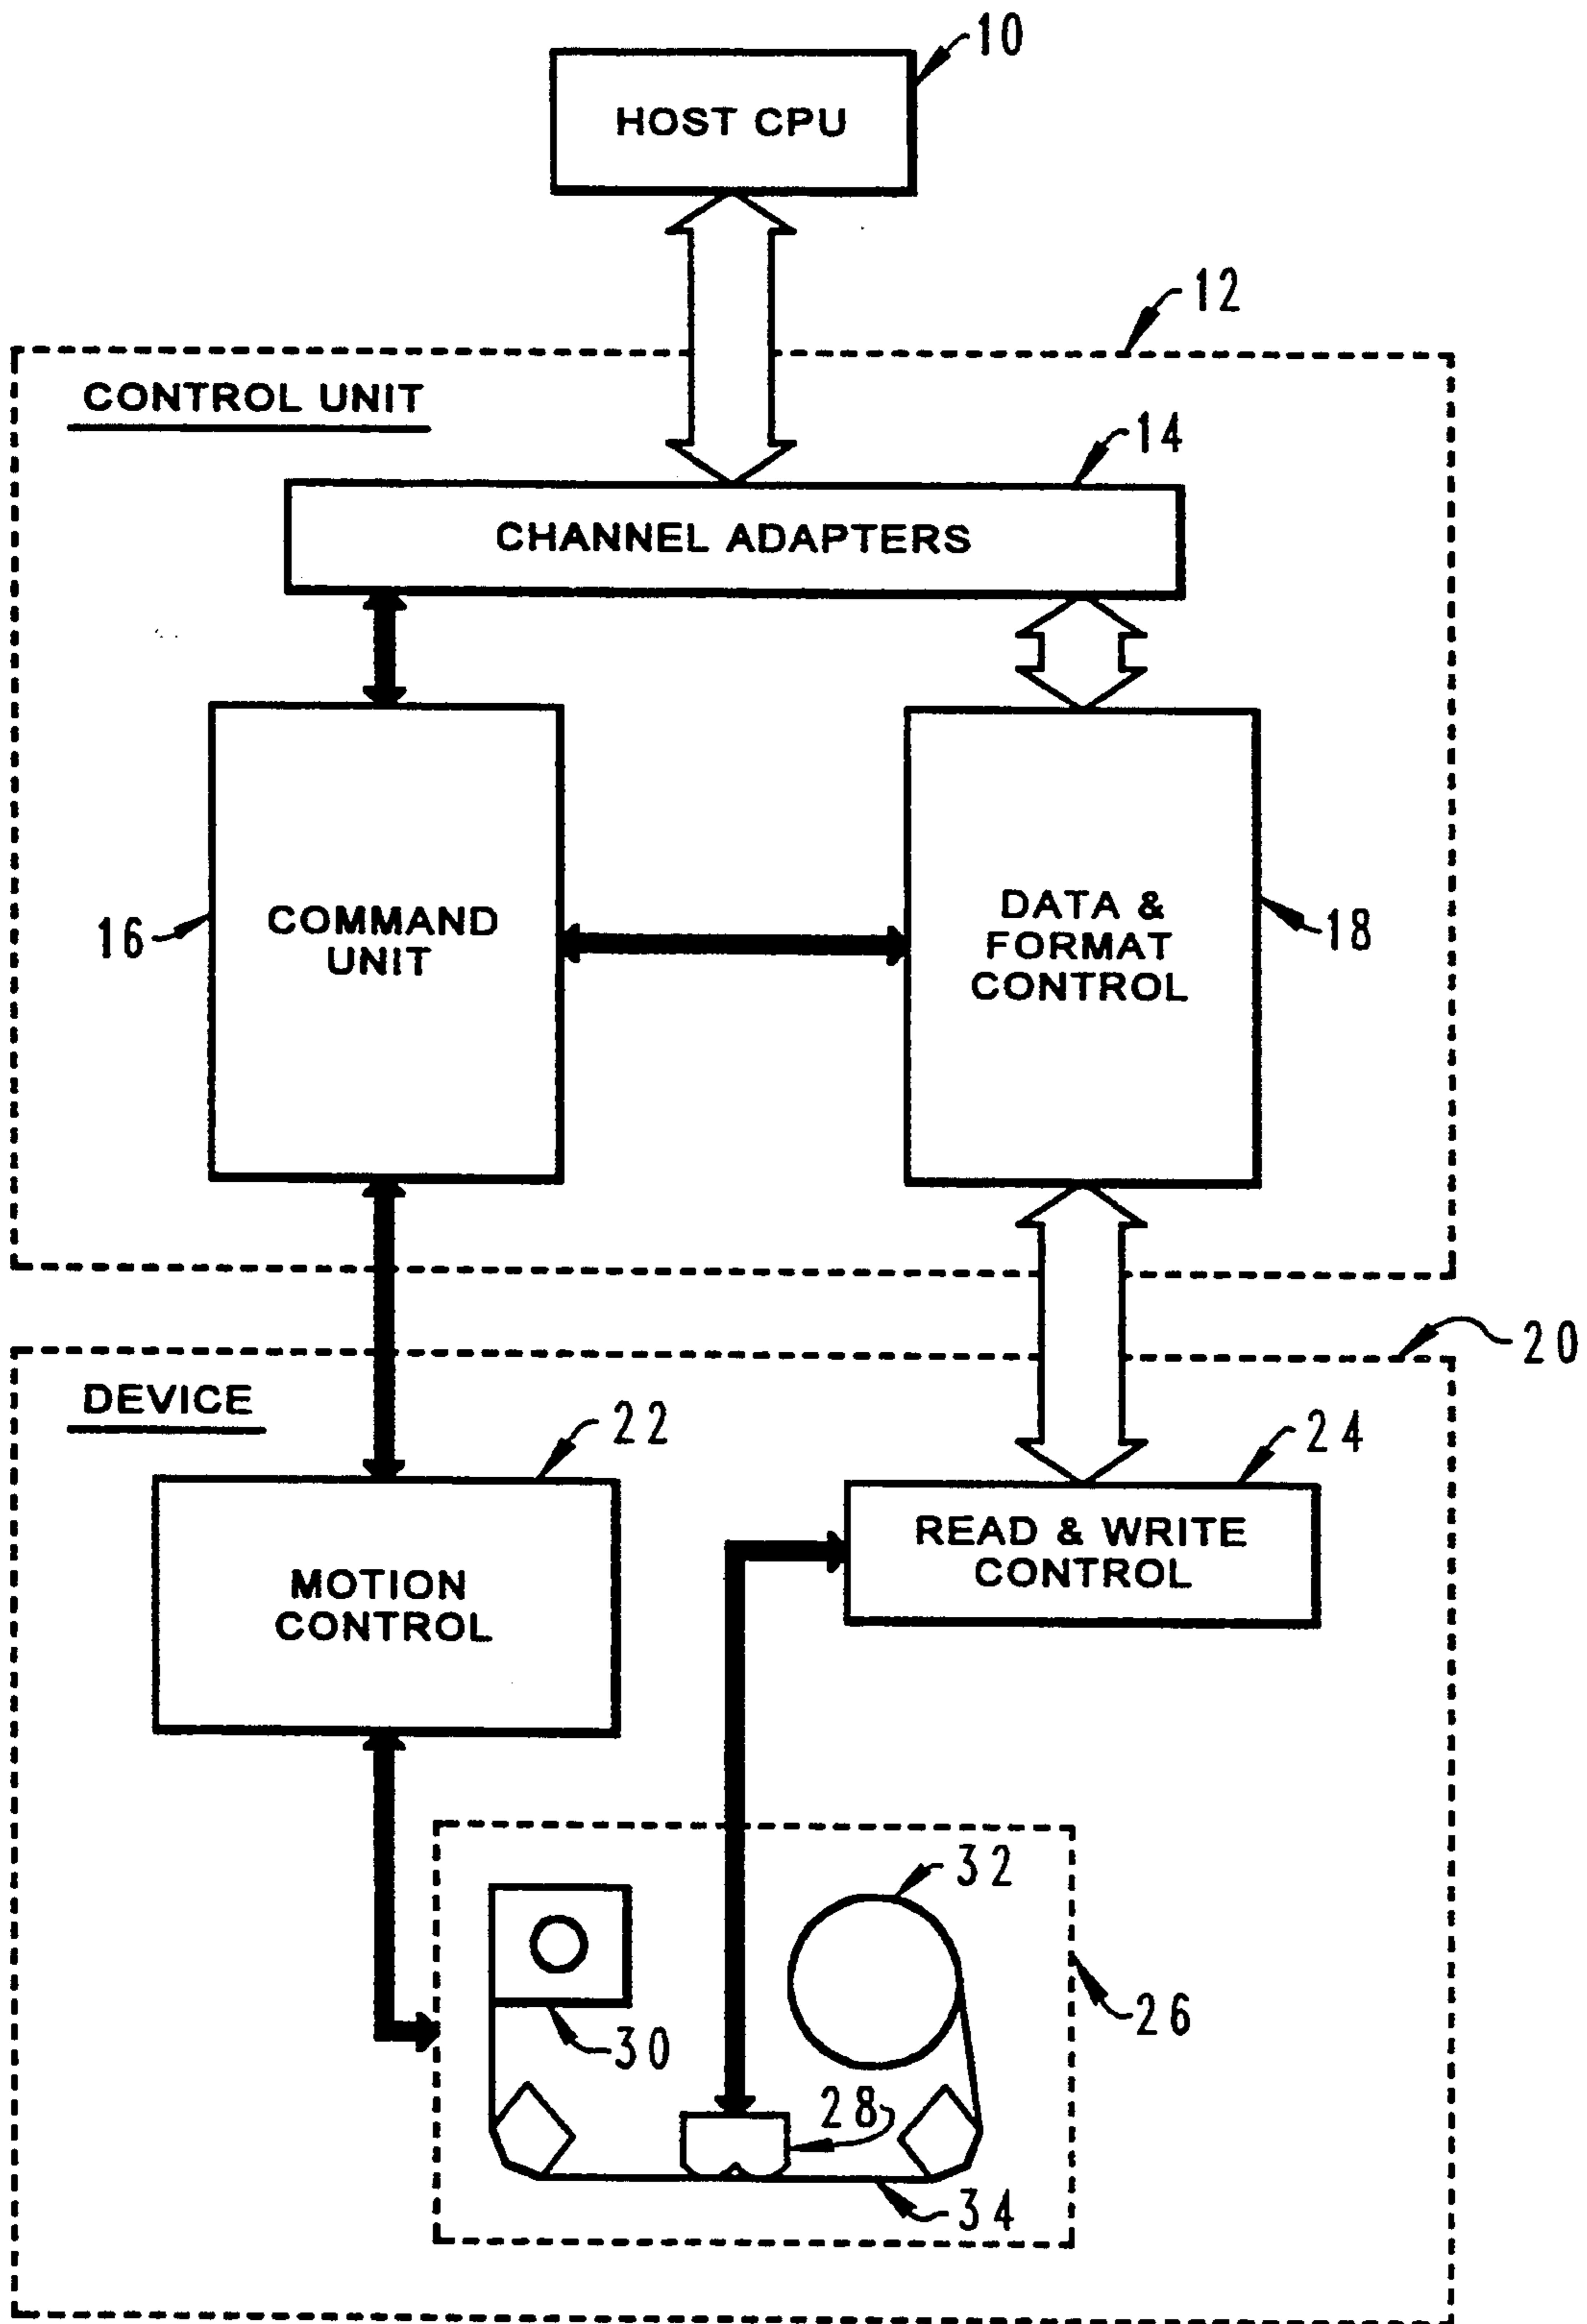 10
HOST CPU
12
CONTROL UNIT
14
CHANNEL ADAPTERS
16
COMMAND
UNIT
DATA &
FORMAT
CONTROL
18
20
DEVICE
22
24
READ & WRITE
CONTROL
MOTION
CONTROL
32
26
30
28
34